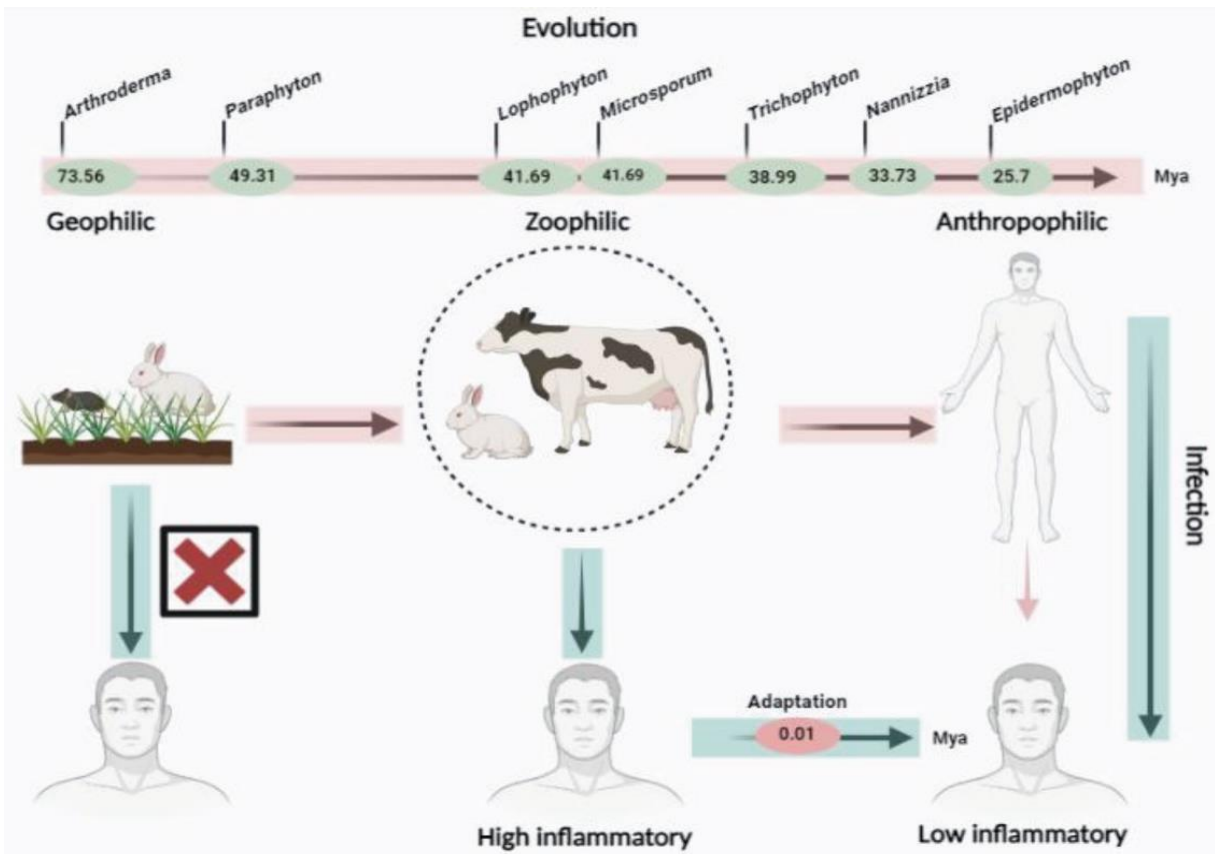 Evolution
Arthroderma
Paraphyton
Lophophyton
Microsporum
Trichophyton
Nannizzia
Epidermophyton
73.56
49.31
41.69
41.69
38.99
33.73
25.7
Mya
Geophilic
Zoophilic
Anthropophilic
Infection
Adaptation
0.01
Mya
High inflammatory
Low inflammatory